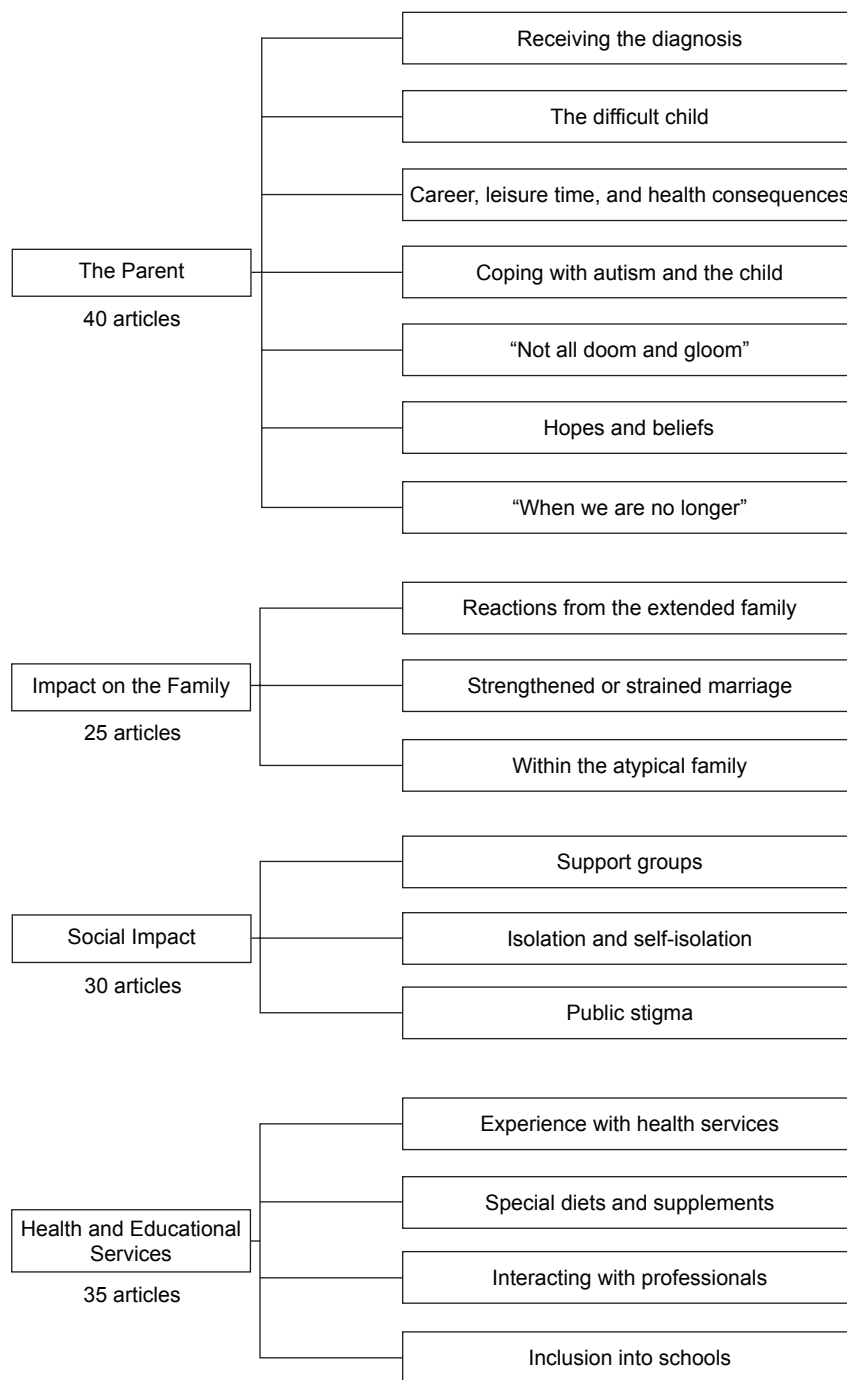 Receiving the diagnosis
The difficult child
Career, leisure time, and health consequences
The Parent
40 articles
Coping with autism and the child
“Not all doom and gloom”
Hopes and beliefs
“When we are no longer”
Reactions from the extended family
Impact on the Family
25 articles
Strengthened or strained marriage
Within the atypical family
Support groups
Social Impact
30 articles
Isolation and self-isolation
Public stigma
Experience with health services
Special diets and supplements
Health and Educational
Services
35 articles
Interacting with professionals
Inclusion into schools